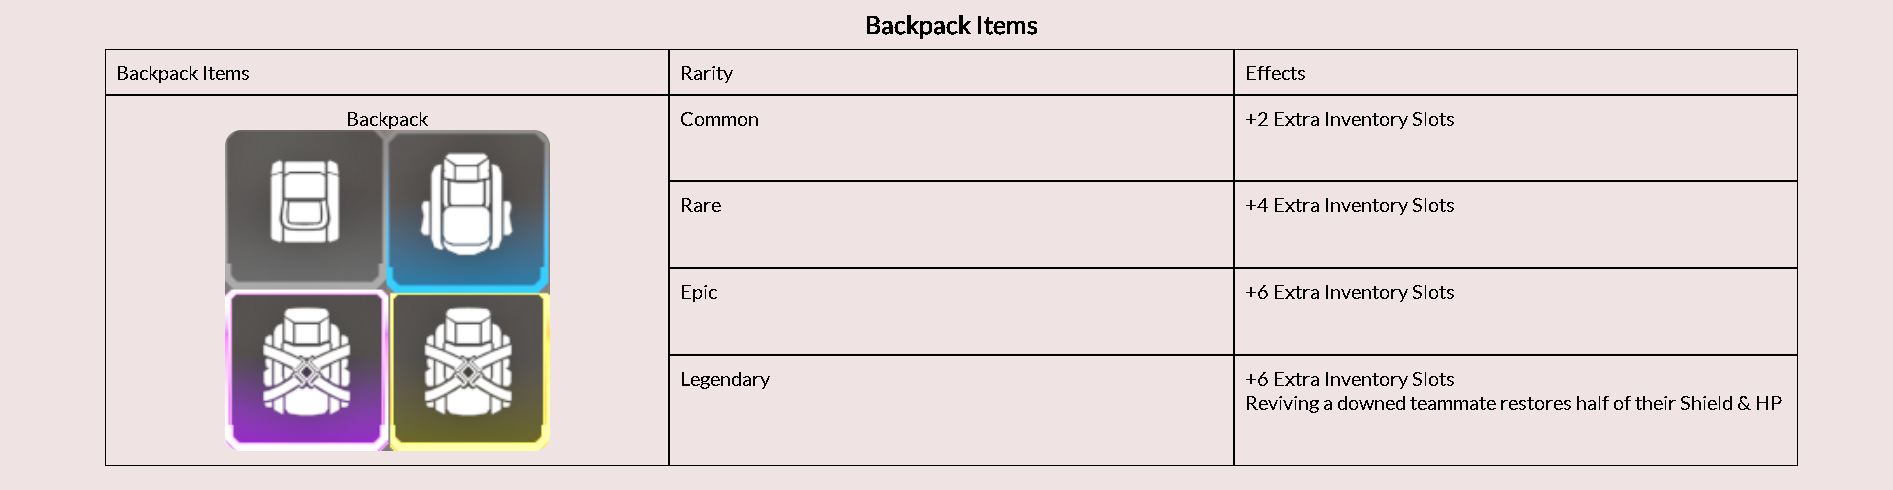 Backpack Items
Backpack Items
Rarity
Effects
Backpack
Common
+2 Extra Inventory Slots
Rare
+4 Extra Inventory Slots
Epic
+6 Extra Inventory Slots
Legendary
+6 Extra Inventory Slots
Reviving a downed teammate restores half of their Shield & HP